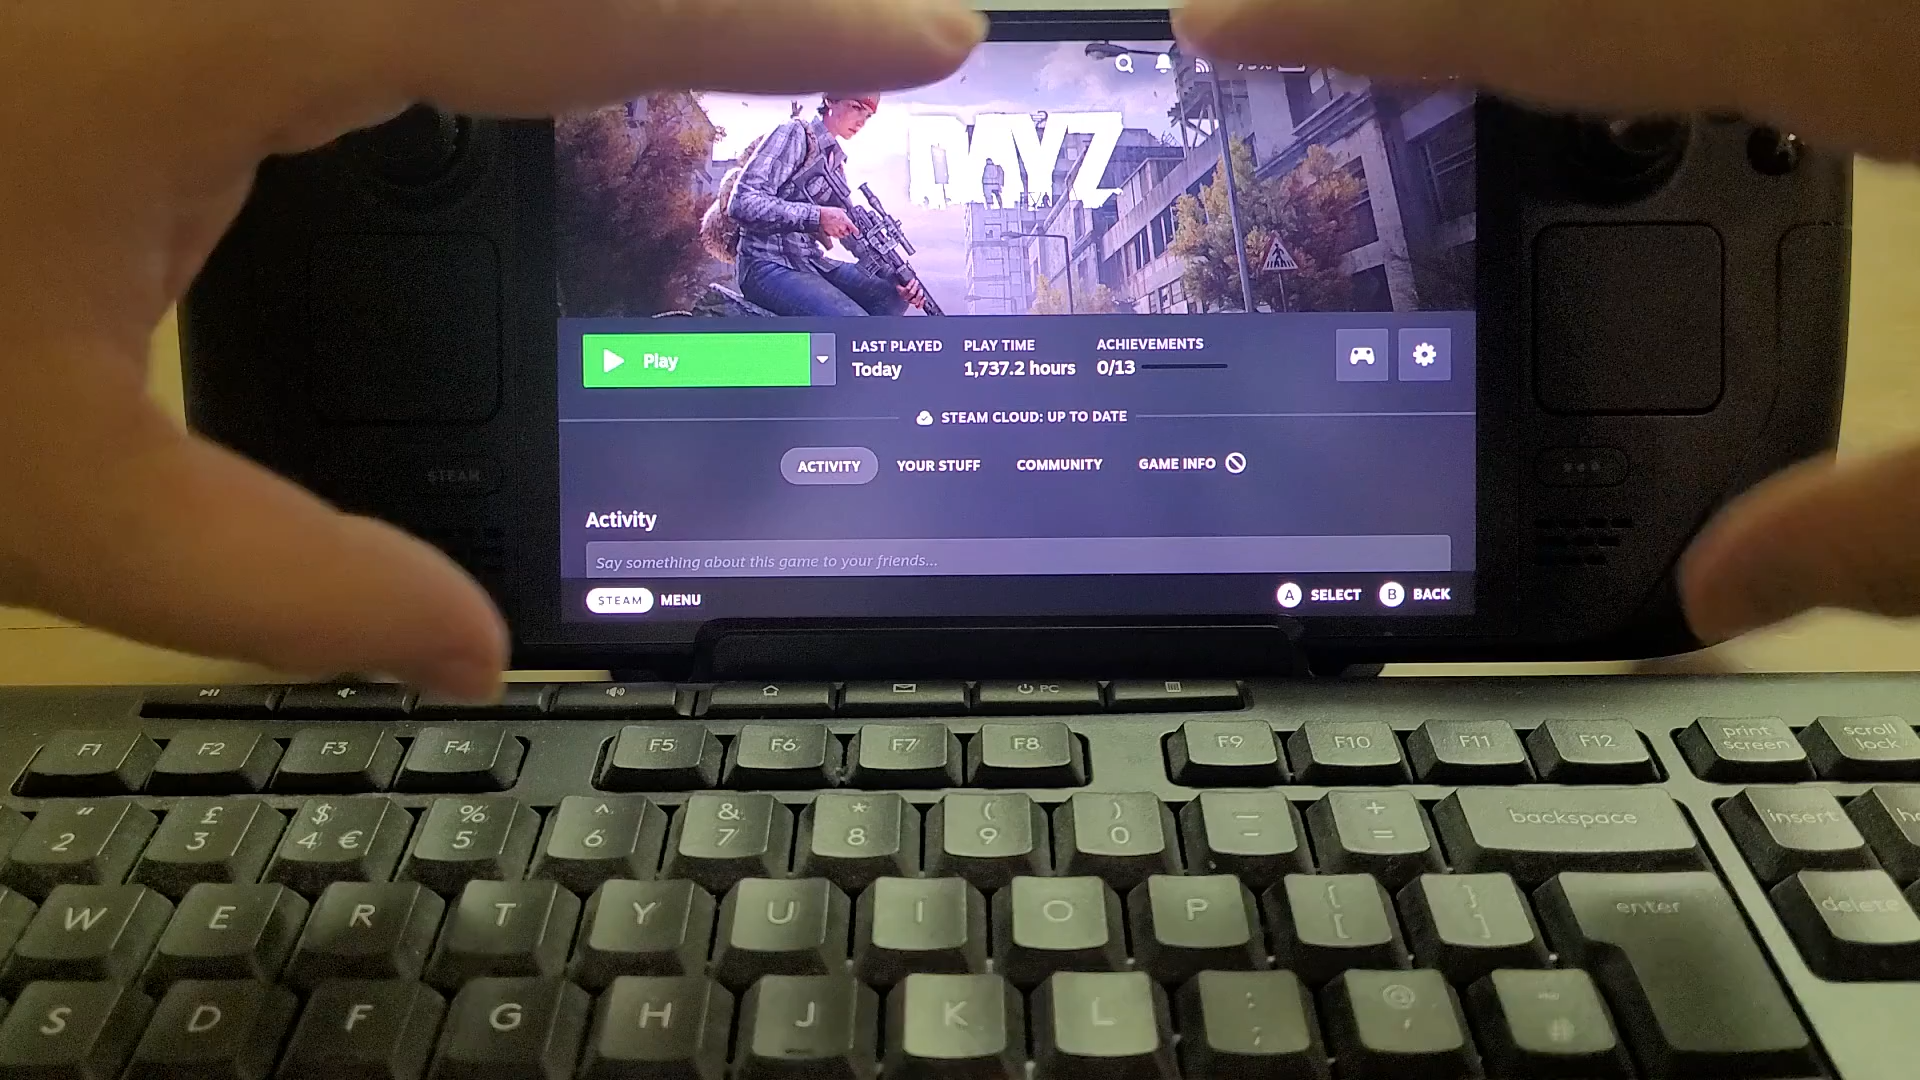 DAYZ
Play
LAST PLAYED
Today
PLAY TIME
1,737.2 hours
ACHIEVEMENTS
0/13
STEAM CLOUD: UP TO DATE
ACTIVITY YOUR STUFF COMMUNITY GAME INFO
Activity
Say something about this game to your friends...
STEAM MENU
A SELECT B BACK
STEAM
PC
F1 F2 F3 F4 F5 F6 F7 F8 F9 F10 F11 F12 print screen scroll lock
" 2 £ 3 $ 4 € % 5 ^ 6 & 7 * 8 ( 9 ) 0 _ - + = backspace insert
W E R T Y U I O P { [ } ] enter delete
S D F G H J K L : ; @ '